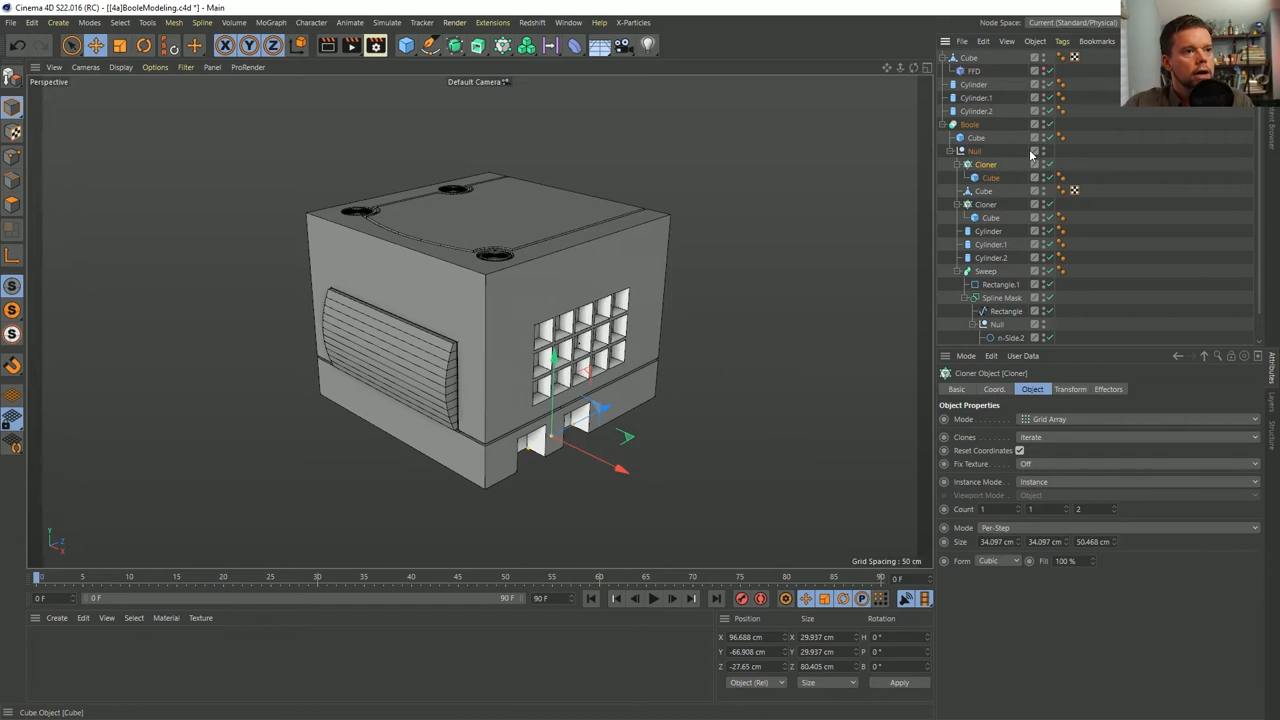 Cinema 4D S22.016 (RC) - [[4a]BooleModeling.c4d *] - Main
File Edit Create Modes Select Tools Mesh Spline Volume MoGraph Character Animate Simulate Tracker Render Extensions Redshift Window Help X-Particles Node Space: Current (Standard/Physical)
File Edit View Object Tags Bookmarks
View Cameras Display Options Filter Panel ProRender
Perspective
Default Camera
Cube
FFD
Cylinder
Cylinder.1
Cylinder.2
Boole
Cube
Null
Cloner
Cube
Cube
Cloner
Cube
Cylinder
Cylinder.1
Cylinder.2
Sweep
Rectangle.1
Spline Mask
Rectangle
Null
n-Side.2
Mode Edit User Data
Cloner Object [Cloner]
Basic Coord. Object Transform Effectors
Object Properties
Mode Grid Array
Clones Iterate
Reset Coordinates
Fix Texture Off
Instance Mode Instance
Viewport Mode Object
Count 1 1 2
Mode Per-Step
Size 34.097 cm 34.097 cm 50.468 cm
Form Cubic Fill 100 %
Attributes
Layers
Structure
Y
Z
X
Grid Spacing : 50 cm
0 5 10 15 20 25 30 35 40 45 50 55 60 65 70 75 80 85 90 0 F
0 F 0 F 90 F 90 F
Create Edit View Select Material Texture
Position Size Rotation
X 96.688 cm X 29.937 cm H 0 °
Y -66.908 cm Y 29.937 cm P 0 °
Z -27.65 cm Z 80.405 cm B 0 °
Object (Rel) Size Apply
Cube Object [Cube]